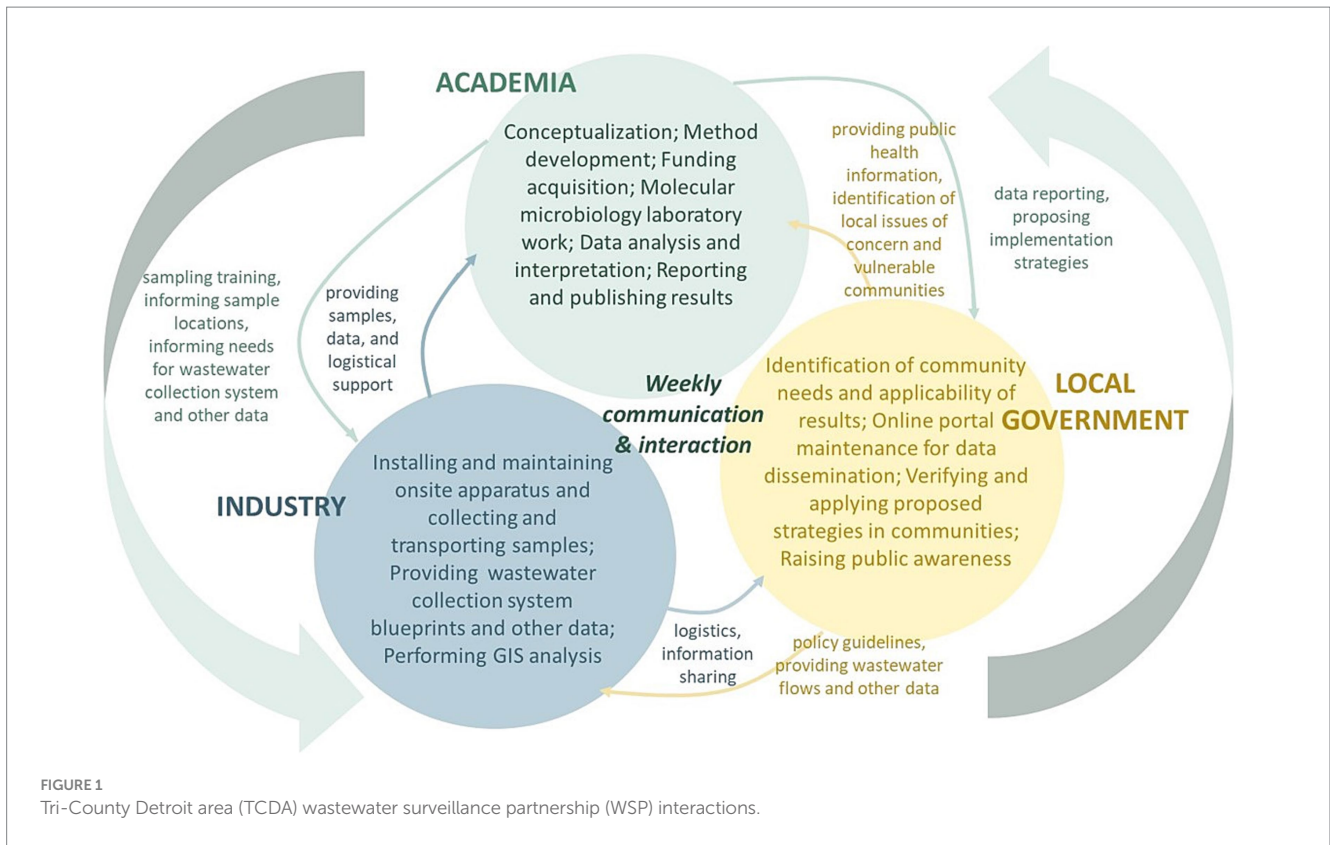 ACADEMIA
Conceptualization; Method
development; Funding
acquisition; Molecular
microbiology laboratory
work; Data analysis and
interpretation; Reporting
and publishing results
providing public
health
information,
identification of
local issues of
concern and
vulnerable
communities
data reporting,
proposing
implementation
strategies
sampling training,
informing sample
locations,
informing needs
for wastewater
collection system
and other data
providing
samples,
data, and
logistical
support
Weekly
communication
& interaction
LOCAL
GOVERNMENT
Identification of community
needs and applicability of
results; Online portal
maintenance for data
dissemination; Verifying and
applying proposed
strategies in communities;
Raising public awareness
INDUSTRY
Installing and maintaining
onsite apparatus and
collecting and
transporting samples;
Providing wastewater
collection system
blueprints and other data;
Performing GIS analysis
logistics,
information
sharing
policy guidelines,
providing wastewater
flows and other data
FIGURE 1
Tri-County Detroit area (TCDA) wastewater surveillance partnership (WSP) interactions.